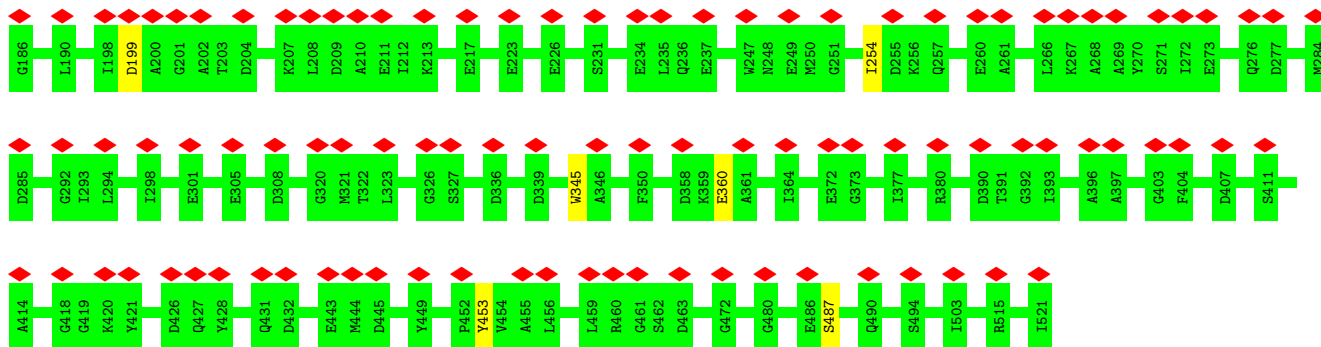 G186 L190 I198 D199 A200 G201 A202 T203 D204 K207 L208 D209 A210 E211 I212 K213 E217 E223 E226 S231 E234 L235 Q236 E237 W247 N248 E249 M250 G251 I254 D255 K256 Q257 E260 A261 L266 K267 A268 A269 Y270 S271 I272 E273 Q276 D277 M284
D285 G292 I293 L294 I298 E301 E305 D308 G320 M321 T322 L323 G326 S327 D336 D339 W345 A346 F350 D358 K359 E360 A361 I364 E372 G373 I377 R380 D390 T391 G392 I393 A396 A397 G403 F404 D407 S411
A414 G418 G419 K420 Y421 D426 Q427 Y428 Q431 D432 E443 M444 D445 Y449 P452 Y453 V454 A455 L456 L459 R460 G461 S462 D463 G472 G480 E486 S487 Q490 S494 I503 R515 I521